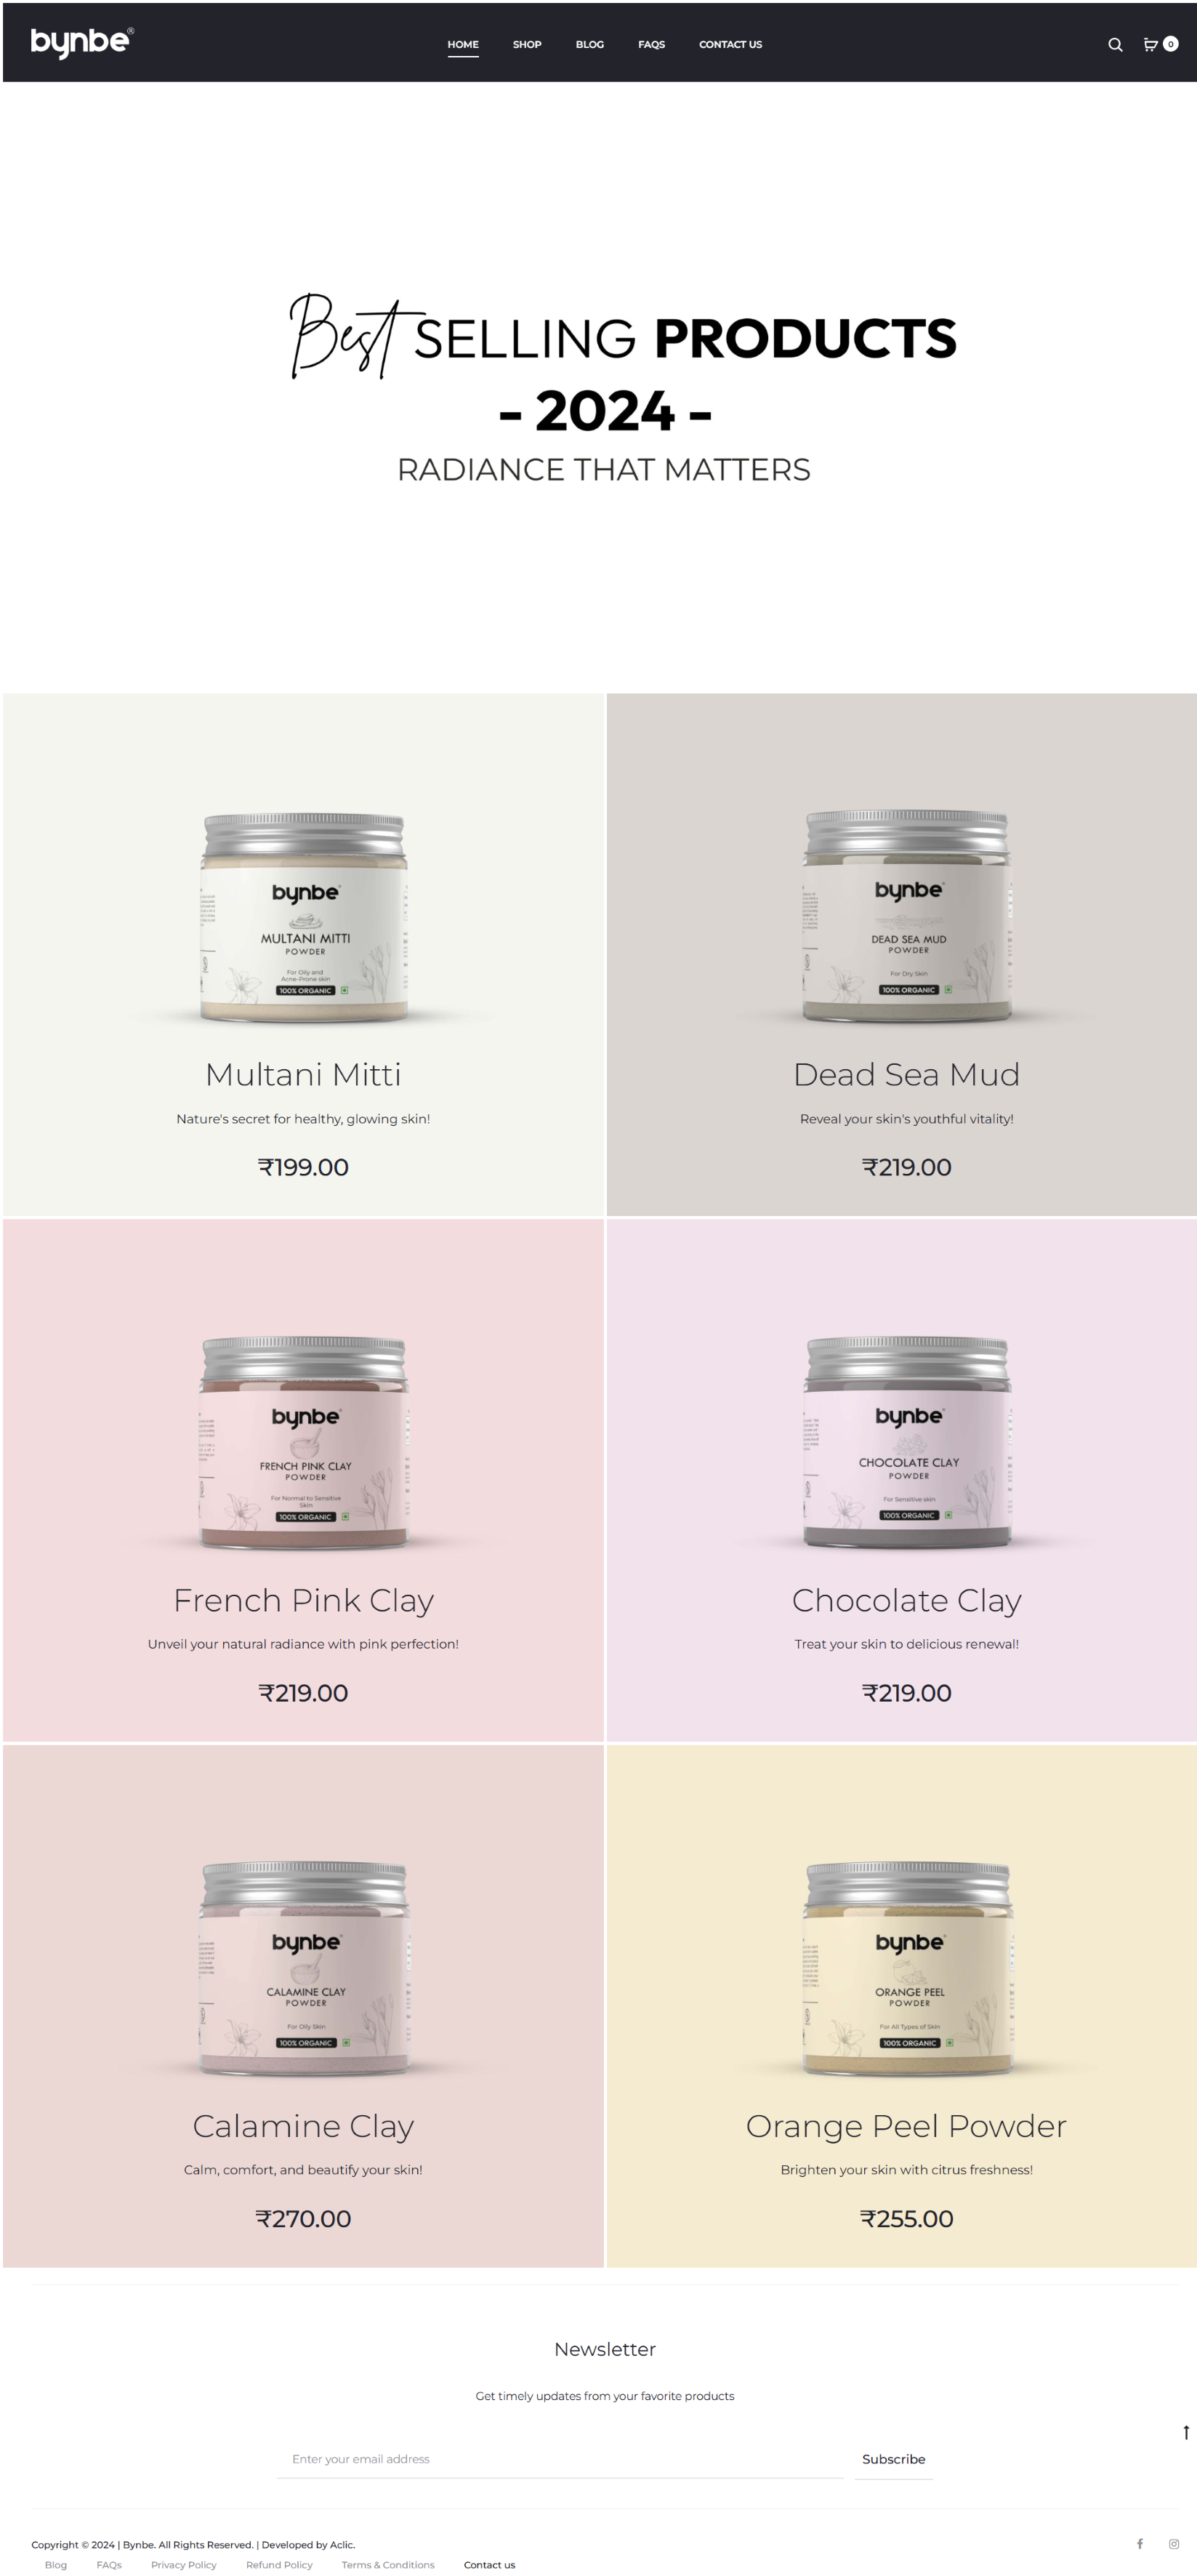 bynbe®
HOME SHOP BLOG FAQS CONTACT US
0
Best SELLING PRODUCTS
- 2024 -
RADIANCE THAT MATTERS
bynbe
MULTANI MITTI
POWDER
For Oily and
Acne-Prone skin
100% ORGANIC
Multani Mitti
Nature's secret for healthy, glowing skin!
₹199.00
bynbe
DEAD SEA MUD
POWDER
For Dry Skin
100% ORGANIC
Dead Sea Mud
Reveal your skin's youthful vitality!
₹219.00
bynbe
FRENCH PINK CLAY
POWDER
For Normal to Sensitive
Skin
100% ORGANIC
French Pink Clay
Unveil your natural radiance with pink perfection!
₹219.00
bynbe
CHOCOLATE CLAY
POWDER
For Sensitive skin
100% ORGANIC
Chocolate Clay
Treat your skin to delicious renewal!
₹219.00
bynbe
CALAMINE CLAY
POWDER
For Oily Skin
100% ORGANIC
Calamine Clay
Calm, comfort, and beautify your skin!
₹270.00
bynbe
ORANGE PEEL
POWDER
For All Types of Skin
100% ORGANIC
Orange Peel Powder
Brighten your skin with citrus freshness!
₹255.00
Newsletter
Get timely updates from your favorite products
Enter your email address
Subscribe
Copyright © 2024 | Bynbe. All Rights Reserved. | Developed by Aclic.
Blog FAQs Privacy Policy Refund Policy Terms & Conditions Contact us